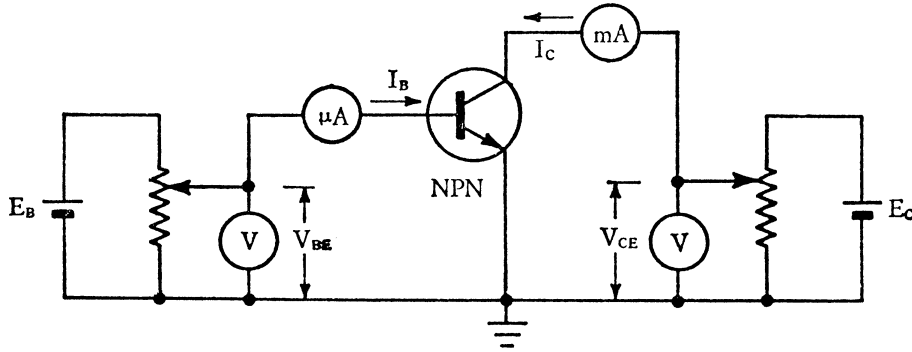 mA
I_C
I_B
μA
NPN
E_B
V
V_BE
V_CE
V
E_C